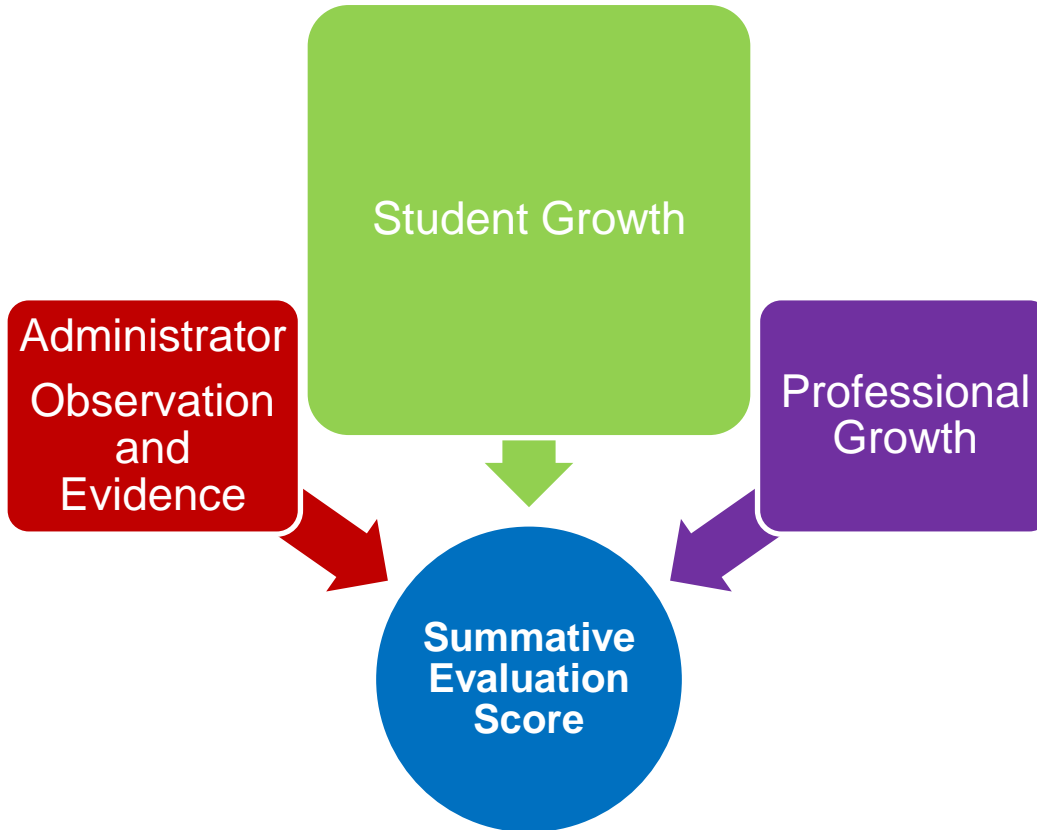 Student Growth
Administrator
Observation
and
Evidence
Professional
Growth
Summative
Evaluation
Score